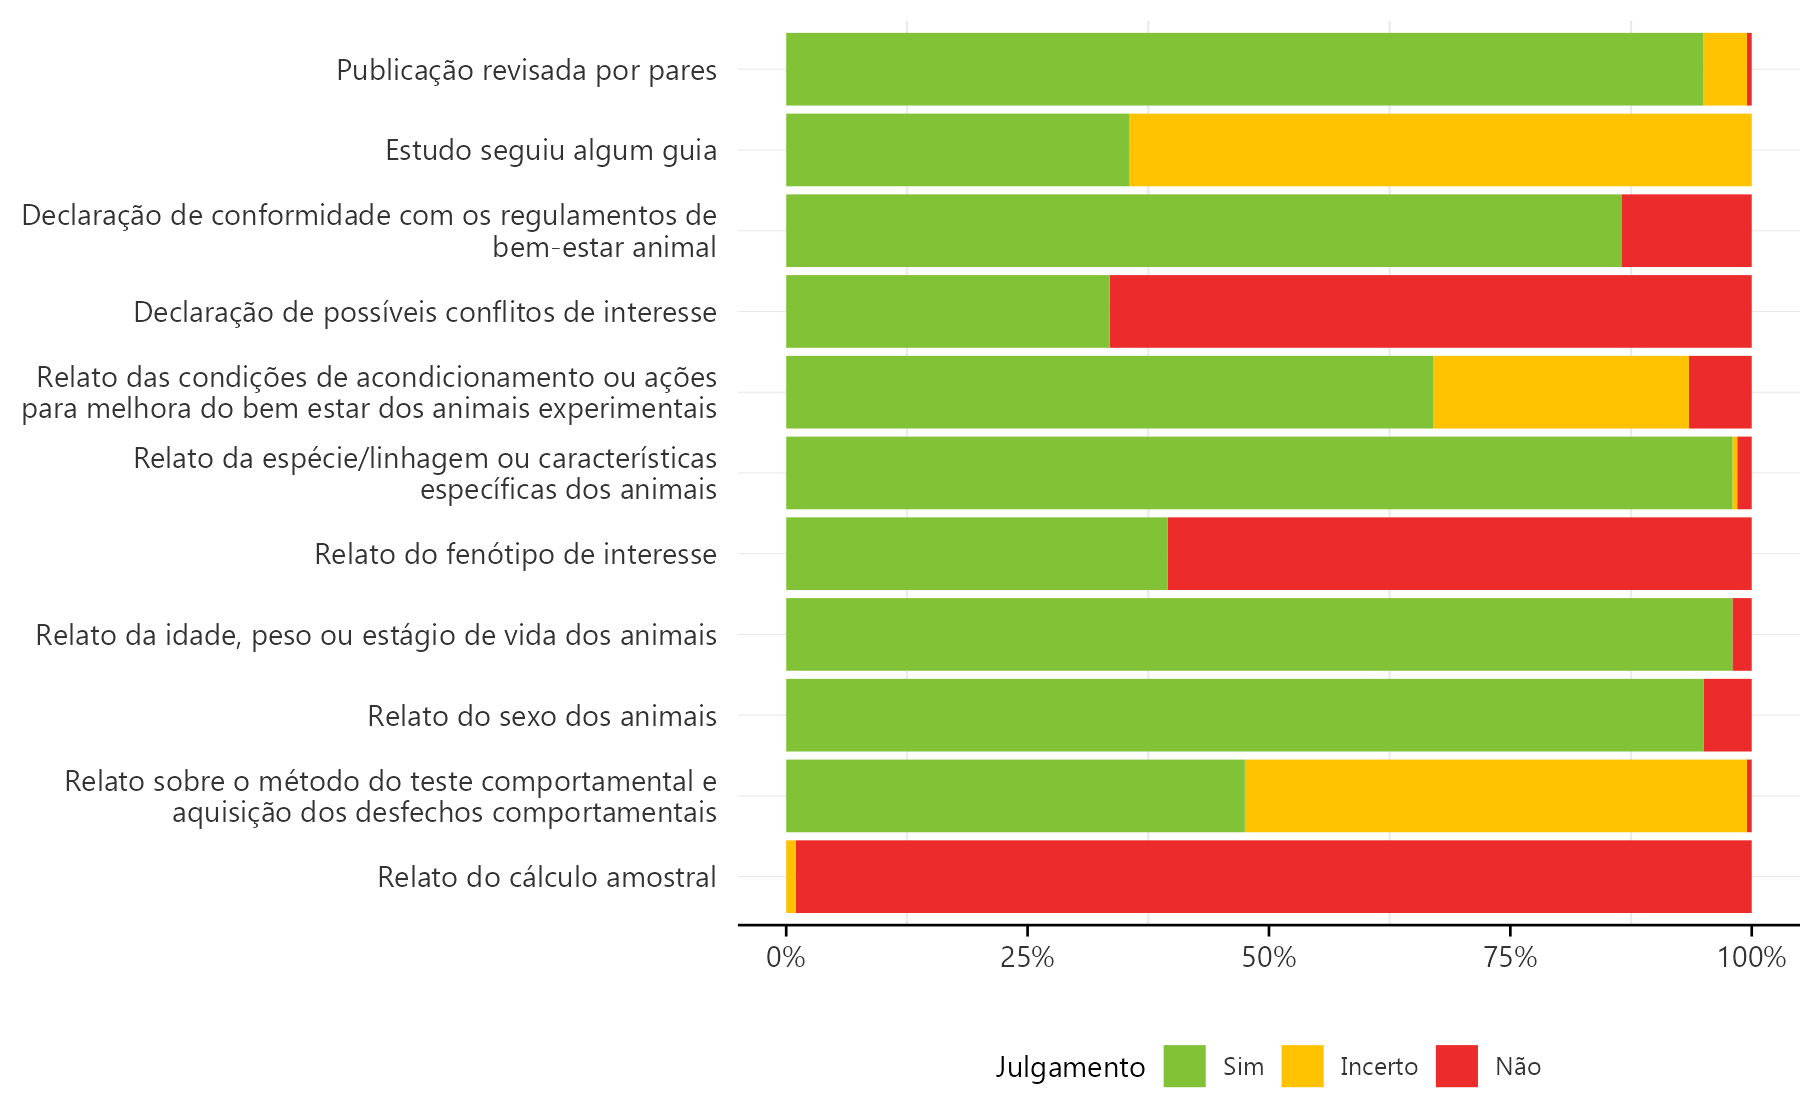 Publicação revisada por pares
Estudo seguiu algum guia
Declaração de conformidade com os regulamentos de
bem-estar animal
Declaração de possíveis conflitos de interesse
Relato das condições de acondicionamento ou ações
para melhora do bem estar dos animais experimentais
Relato da espécie/linhagem ou características
específicas dos animais
Relato do fenótipo de interesse
Relato da idade, peso ou estágio de vida dos animais
Relato do sexo dos animais
Relato sobre o método do teste comportamental e
aquisição dos desfechos comportamentais
Relato do cálculo amostral
0% 25% 50% 75% 100%
Julgamento Sim Incerto Não